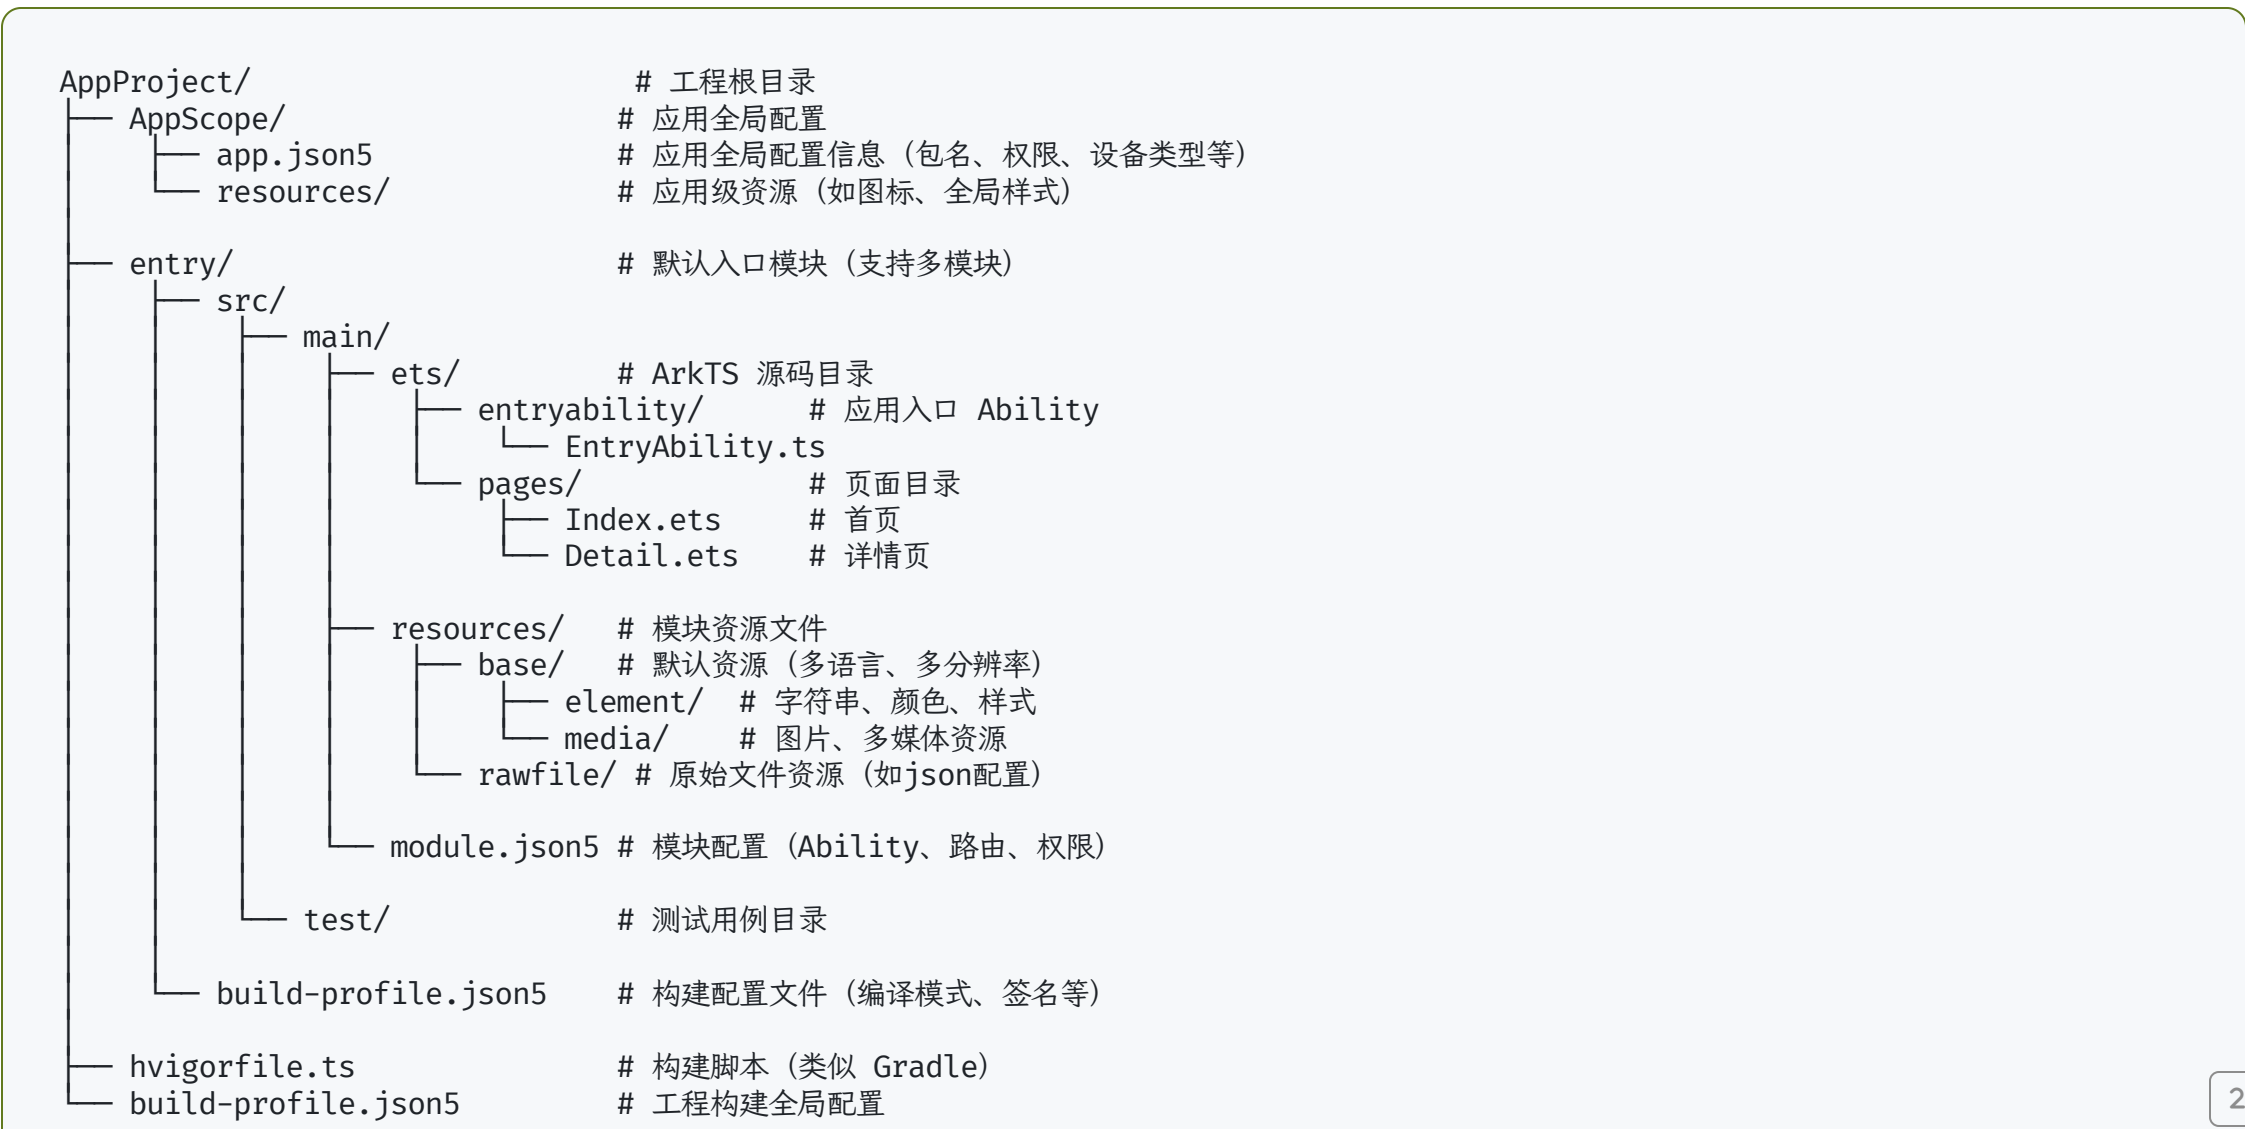 AppProject/ # 工程根目录
├── AppScope/ # 应用全局配置
│ ├── app.json5 # 应用全局配置信息（包名、权限、设备类型等）
│ └── resources/ # 应用级资源（如图标、全局样式）
│
├── entry/ # 默认入口模块（支持多模块）
│ ├── src/
│ │ ├── main/
│ │ │ ├── ets/ # ArkTS 源码目录
│ │ │ │ ├── entryability/ # 应用入口 Ability
│ │ │ │ │ └── EntryAbility.ts
│ │ │ │ └── pages/ # 页面目录
│ │ │ │ ├── Index.ets # 首页
│ │ │ │ └── Detail.ets # 详情页
│ │ │ │
│ │ │ ├── resources/ # 模块资源文件
│ │ │ │ ├── base/ # 默认资源（多语言、多分辨率）
│ │ │ │ │ ├── element/ # 字符串、颜色、样式
│ │ │ │ │ └── media/ # 图片、多媒体资源
│ │ │ │ └── rawfile/ # 原始文件资源（如json配置）
│ │ │ │
│ │ │ └── module.json5 # 模块配置（Ability、路由、权限）
│ │ │
│ │ └── test/ # 测试用例目录
│ │
│ └── build-profile.json5 # 构建配置文件（编译模式、签名等）
│
├── hvigorfile.ts # 构建脚本（类似 Gradle）
└── build-profile.json5 # 工程构建全局配置
2